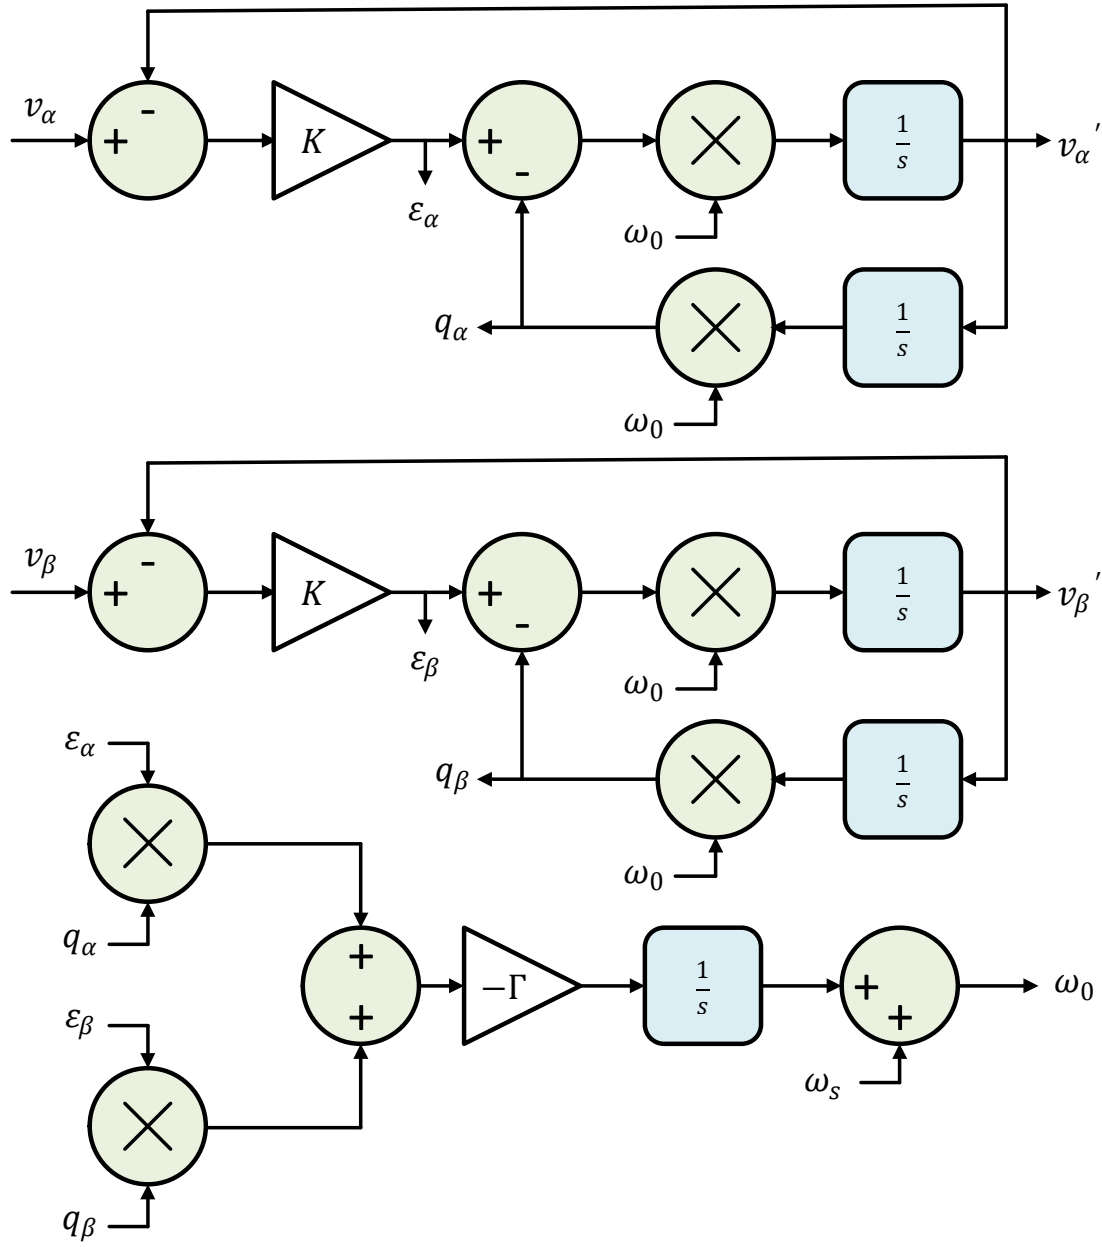 v_α + - K ε_α + - ω_0 1/s v_α′
q_α ω_0 1/s
v_β + - K ε_β + - ω_0 1/s v_β′
q_β ω_0 1/s
ε_α
q_α
ε_β
q_β
+ + −Γ 1/s + + ω_s ω_0